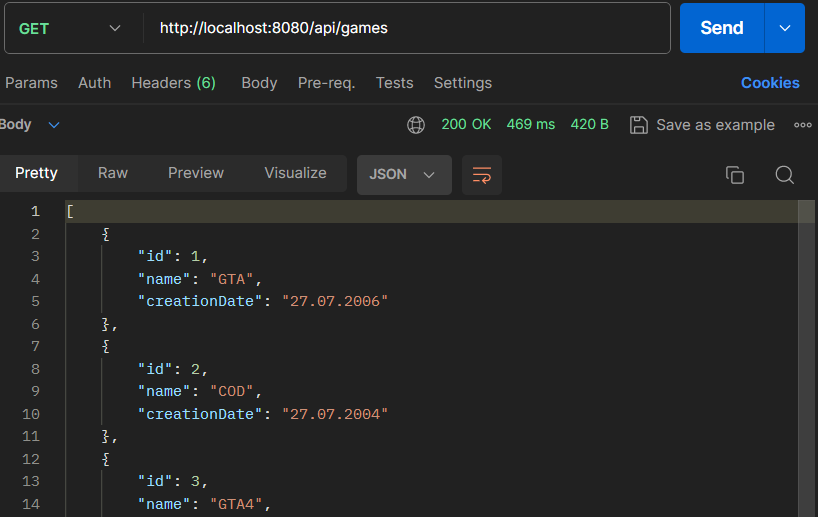 GET http://localhost:8080/api/games Send
Params Auth Headers (6) Body Pre-req. Tests Settings Cookies
Body 200 OK 469 ms 420 B Save as example
Pretty Raw Preview Visualize JSON
1 [
2 {
3 "id": 1,
4 "name": "GTA",
5 "creationDate": "27.07.2006"
6 },
7 {
8 "id": 2,
9 "name": "COD",
10 "creationDate": "27.07.2004"
11 },
12 {
13 "id": 3,
14 "name": "GTA4",